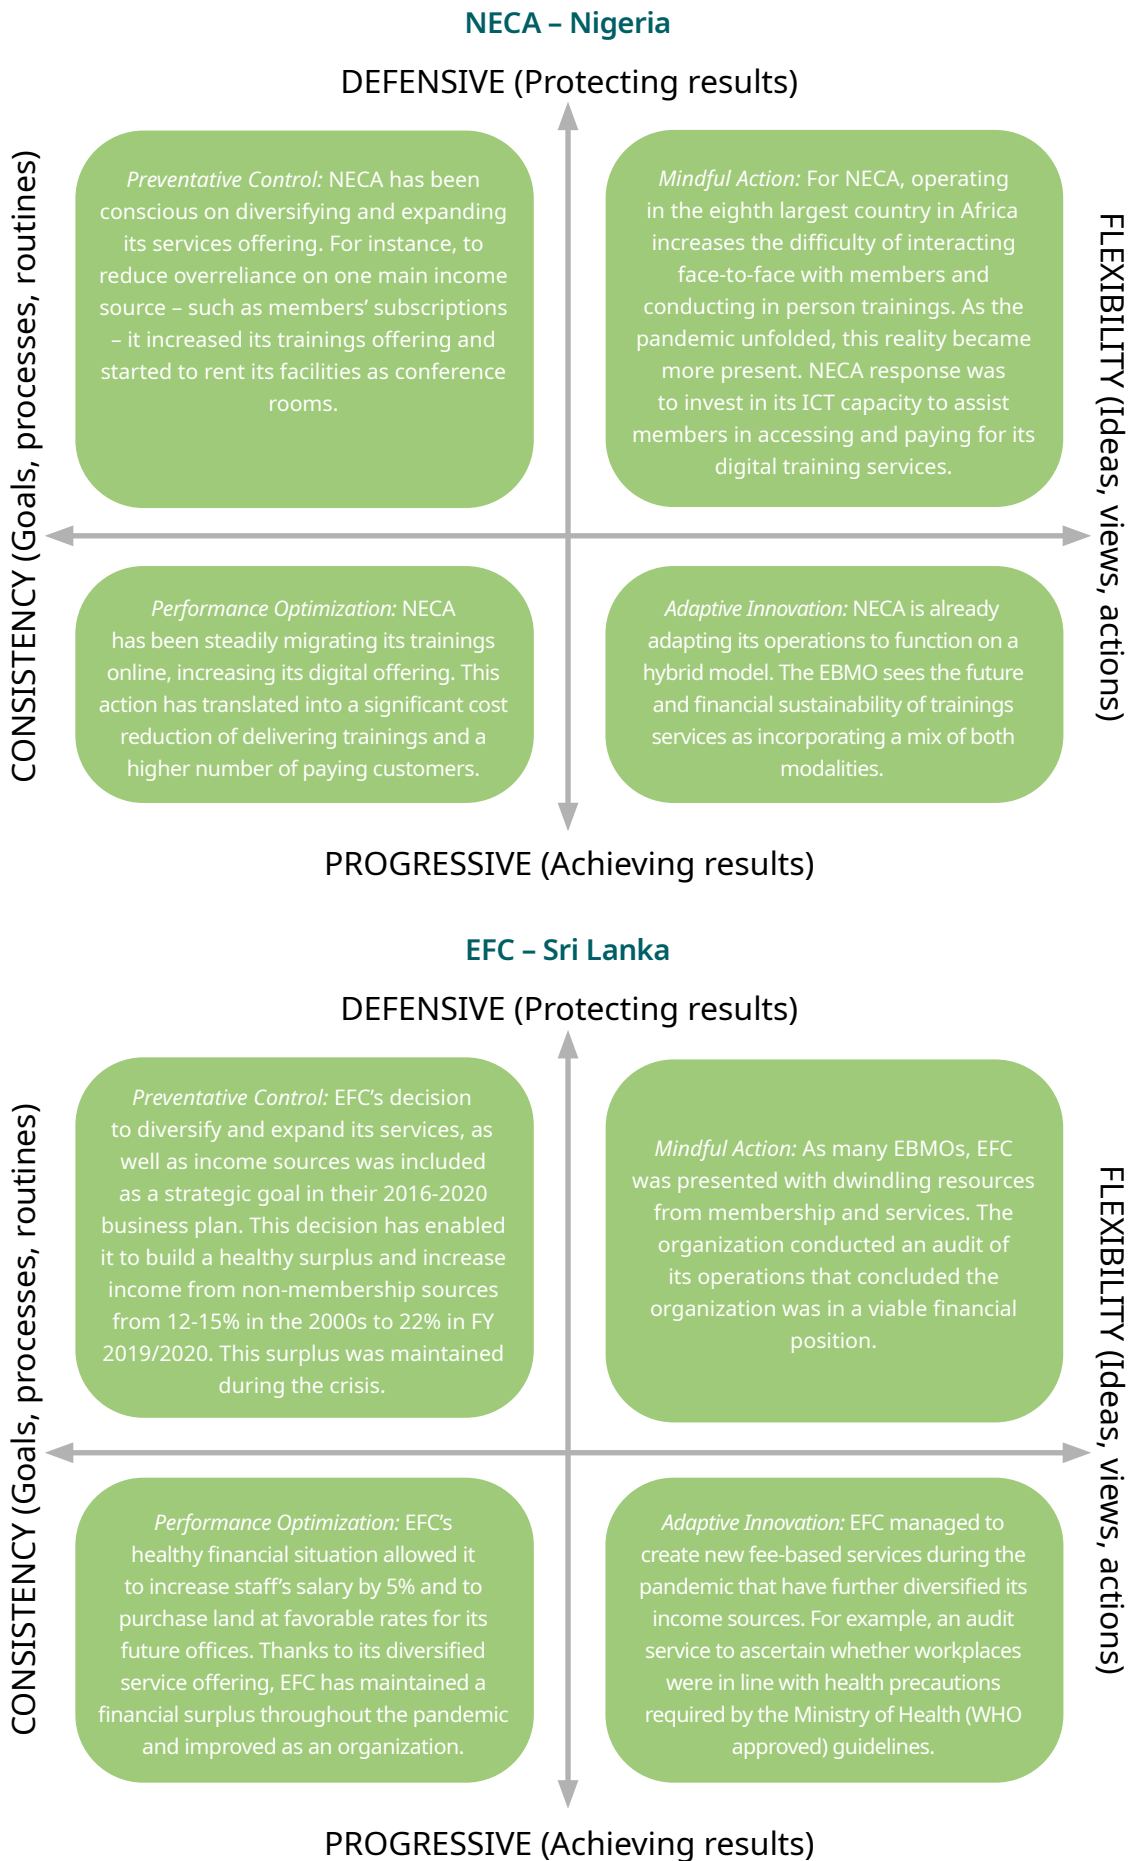 NECA – Nigeria
DEFENSIVE (Protecting results)
CONSISTENCY (Goals, processes, routines)
Preventative Control: NECA has been
conscious on diversifying and expanding
its services offering. For instance, to
reduce overreliance on one main income
source – such as members’ subscriptions
– it increased its trainings offering and
started to rent its facilities as conference
rooms.
Mindful Action: For NECA, operating
in the eighth largest country in Africa
increases the difficulty of interacting
face-to-face with members and
conducting in person trainings. As the
pandemic unfolded, this reality became
more present. NECA response was
to invest in its ICT capacity to assist
members in accessing and paying for its
digital training services.
FLEXIBILITY (Ideas, views, actions)
Performance Optimization: NECA
has been steadily migrating its trainings
online, increasing its digital offering. This
action has translated into a significant cost
reduction of delivering trainings and a
higher number of paying customers.
Adaptive Innovation: NECA is already
adapting its operations to function on a
hybrid model. The EBMO sees the future
and financial sustainability of trainings
services as incorporating a mix of both
modalities.
PROGRESSIVE (Achieving results)
EFC – Sri Lanka
DEFENSIVE (Protecting results)
CONSISTENCY (Goals, processes, routines)
Preventative Control: EFC’s decision
to diversify and expand its services, as
well as income sources was included
as a strategic goal in their 2016-2020
business plan. This decision has enabled
it to build a healthy surplus and increase
income from non-membership sources
from 12-15% in the 2000s to 22% in FY
2019/2020. This surplus was maintained
during the crisis.
Mindful Action: As many EBMOs, EFC
was presented with dwindling resources
from membership and services. The
organization conducted an audit of
its operations that concluded the
organization was in a viable financial
position.
FLEXIBILITY (Ideas, views, actions)
Performance Optimization: EFC’s
healthy financial situation allowed it
to increase staff’s salary by 5% and to
purchase land at favorable rates for its
future offices. Thanks to its diversified
service offering, EFC has maintained a
financial surplus throughout the pandemic
and improved as an organization.
Adaptive Innovation: EFC managed to
create new fee-based services during the
pandemic that have further diversified its
income sources. For example, an audit
service to ascertain whether workplaces
were in line with health precautions
required by the Ministry of Health (WHO
approved) guidelines.
PROGRESSIVE (Achieving results)